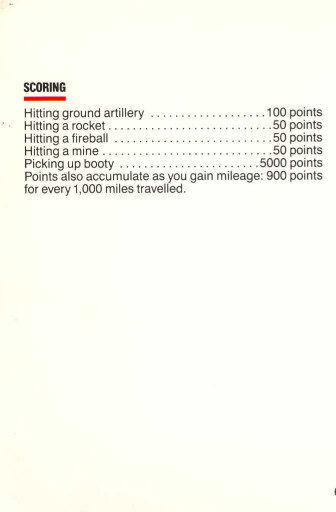 SCORING
Hitting ground artillery . . . . . . . . . . . . . . . . . . 100 points
Hitting a rocket . . . . . . . . . . . . . . . . . . . . . . . . . 50 points
Hitting a fireball . . . . . . . . . . . . . . . . . . . . . . . . 50 points
Hitting a mine . . . . . . . . . . . . . . . . . . . . . . . . . . 50 points
Picking up booty . . . . . . . . . . . . . . . . . . . . . . 5000 points
Points also accumulate as you gain mileage: 900 points
for every 1,000 miles travelled.